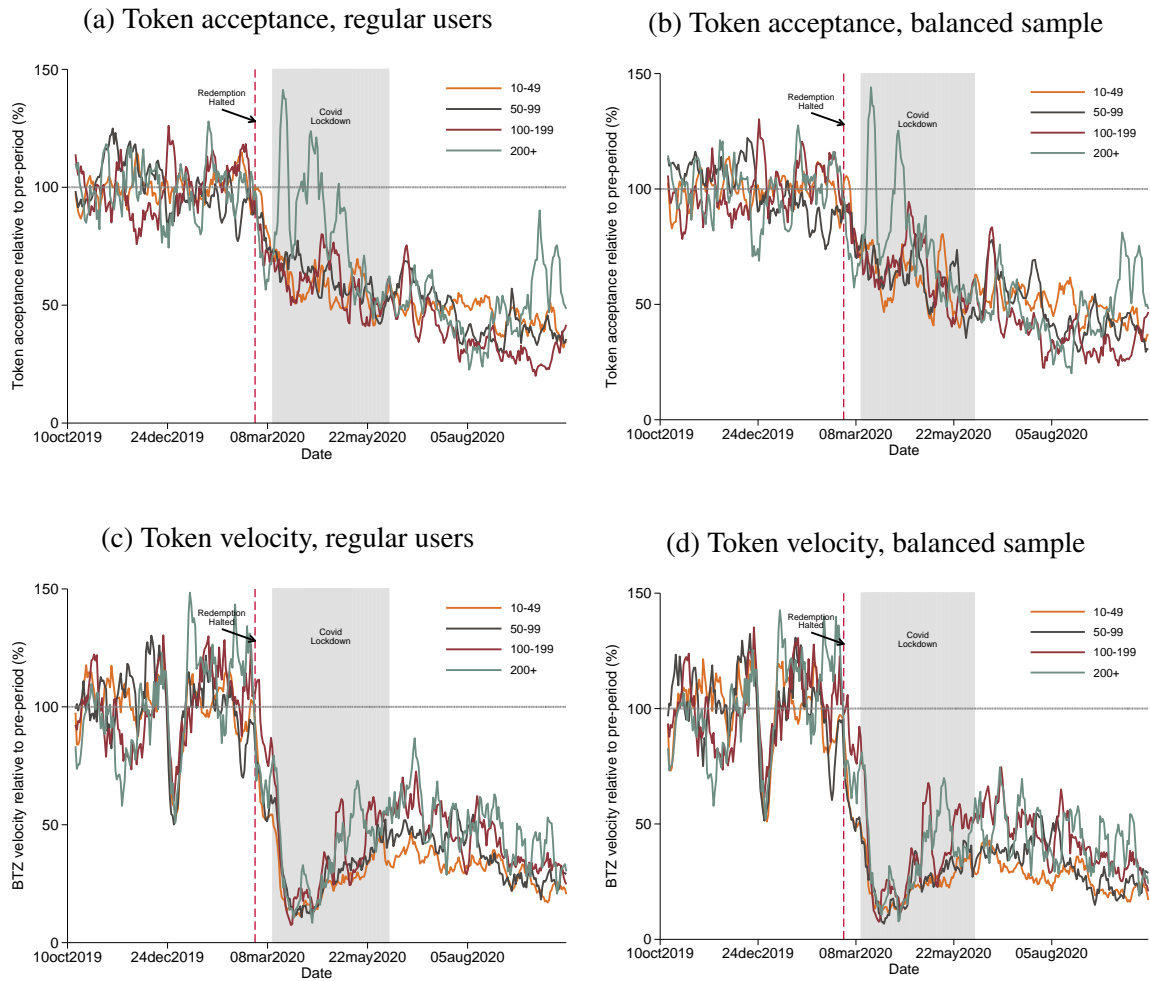 (a) Token acceptance, regular users
Token acceptance relative to pre-period (%)
150
100
50
0
Redemption
Halted
Covid
Lockdown
10-49
50-99
100-199
200+
10oct2019 24dec2019 08mar2020 22may2020 05aug2020
Date
(b) Token acceptance, balanced sample
Token acceptance relative to pre-period (%)
150
100
50
0
Redemption
Halted
Covid
Lockdown
10-49
50-99
100-199
200+
10oct2019 24dec2019 08mar2020 22may2020 05aug2020
Date
(c) Token velocity, regular users
BTZ velocity relative to pre-period (%)
150
100
50
0
Redemption
Halted
Covid
Lockdown
10-49
50-99
100-199
200+
10oct2019 24dec2019 08mar2020 22may2020 05aug2020
Date
(d) Token velocity, balanced sample
BTZ velocity relative to pre-period (%)
150
100
50
0
Redemption
Halted
Covid
Lockdown
10-49
50-99
100-199
200+
10oct2019 24dec2019 08mar2020 22may2020 05aug2020
Date